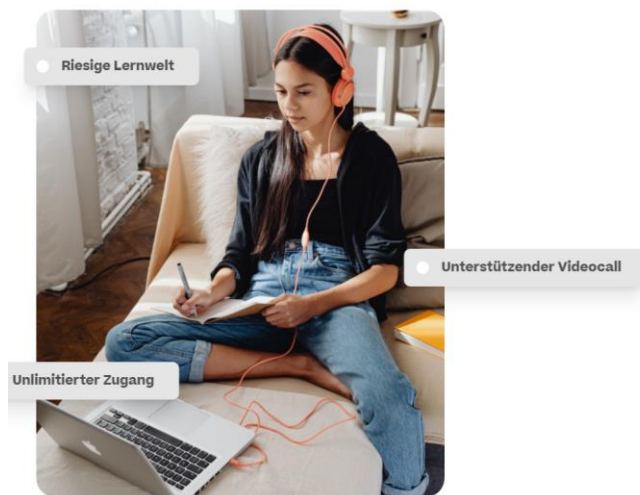 Riesige Lernwelt
Unterstützender Videocall
Unlimitierter Zugang